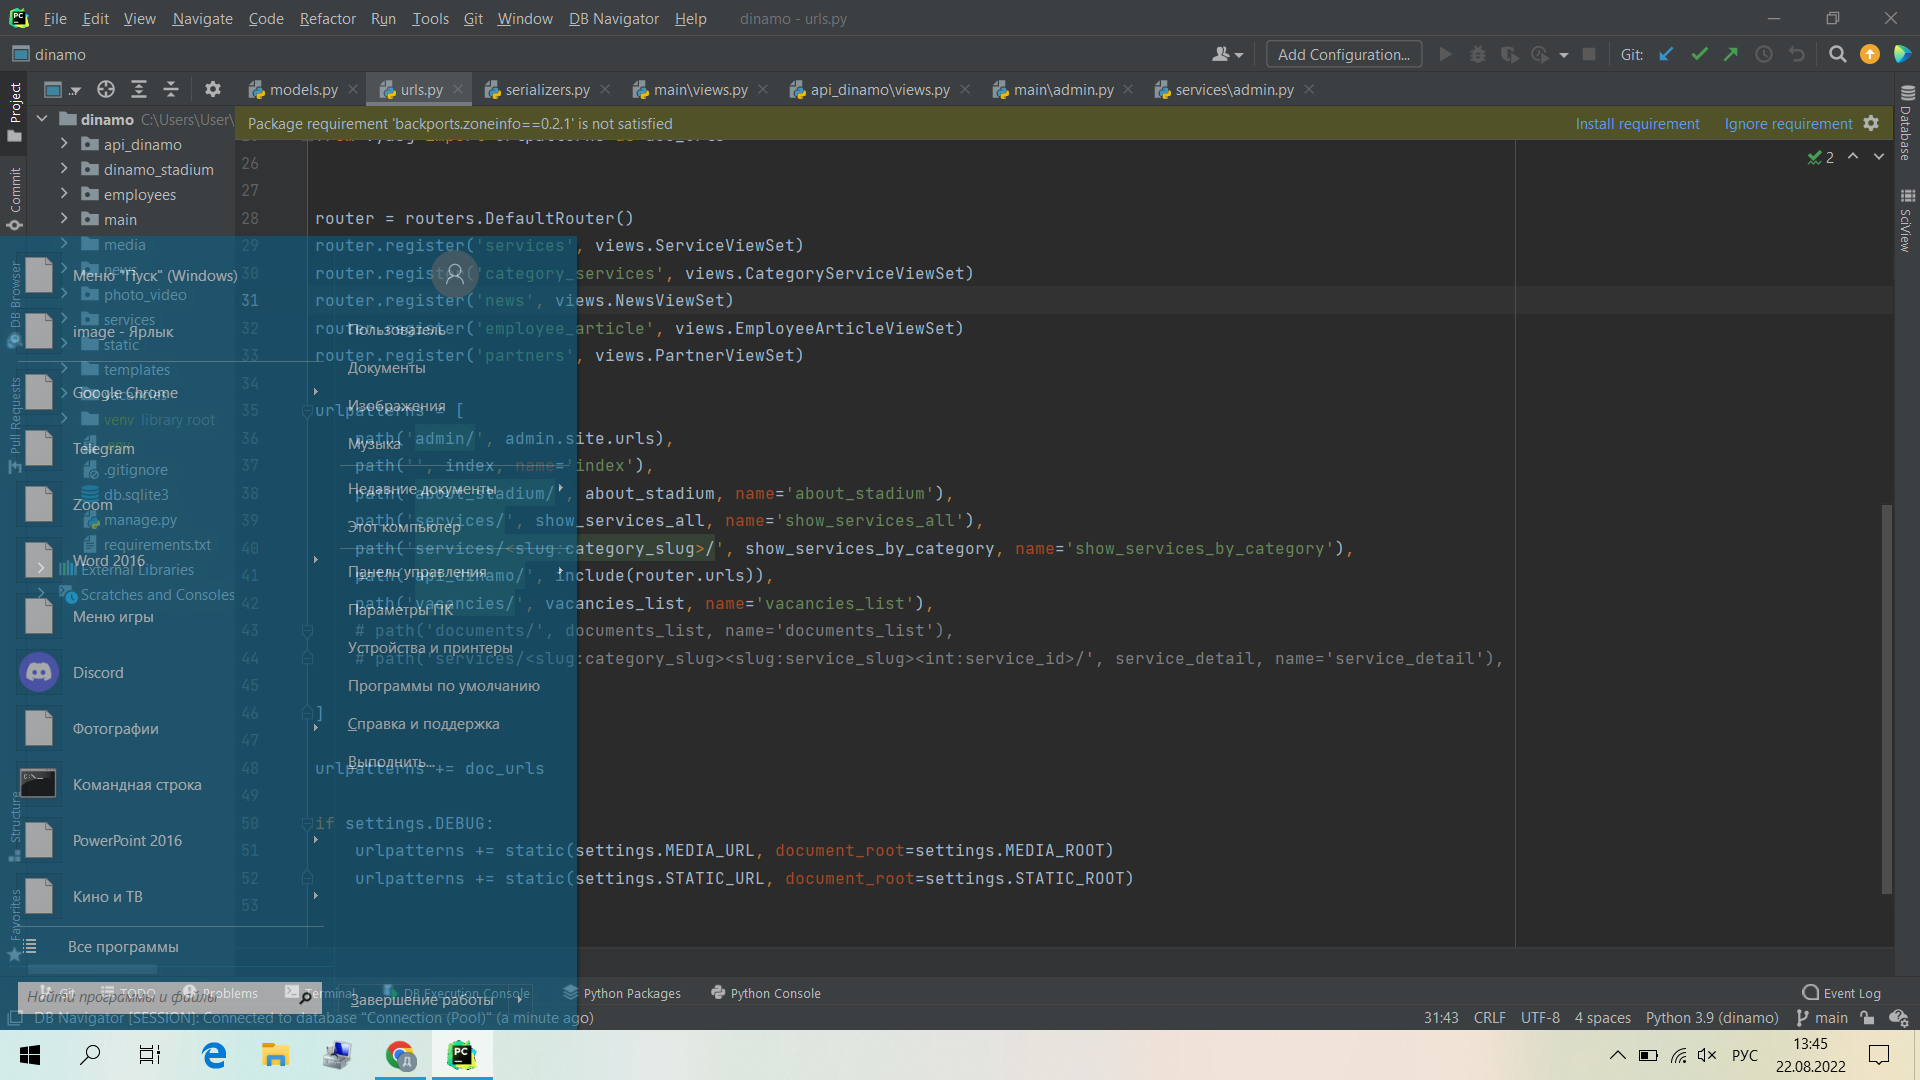 File Edit View Navigate Code Refactor Run Tools Git Window DB Navigator Help dinamo - urls.py
dinamo
Add Configuration...
Git:
models.py
urls.py
serializers.py
main\views.py
api_dinamo\views.py
main\admin.py
services\admin.py
Project
Commit
DB Browser
Pull Requests
Structure
Favorites
Database
SciView
dinamo C:\Users\User\
api_dinamo
dinamo_stadium
employees
main
media
news
photo_video
services
static
templates
vacancies
venv library root
.env
.gitignore
db.sqlite3
manage.py
requirements.txt
External Libraries
Scratches and Consoles
Package requirement 'backports.zoneinfo==0.2.1' is not satisfied
Install requirement
Ignore requirement
2
26
27
28 router = routers.DefaultRouter()
29 router.register('services', views.ServiceViewSet)
30 router.register('category_services', views.CategoryServiceViewSet)
31 router.register('news', views.NewsViewSet)
32 router.register('employee_article', views.EmployeeArticleViewSet)
33 router.register('partners', views.PartnerViewSet)
34
35 urlpatterns = [
36 path('admin/', admin.site.urls),
37 path('', index, name='index'),
38 path('about_stadium/', about_stadium, name='about_stadium'),
39 path('services/', show_services_all, name='show_services_all'),
40 path('services/<slug:category_slug>/', show_services_by_category, name='show_services_by_category'),
41 path('api_dinamo/', include(router.urls)),
42 path('vacancies/', vacancies_list, name='vacancies_list'),
43 # path('documents/', documents_list, name='documents_list'),
44 # path('services/<slug:category_slug><slug:service_slug><int:service_id>/', service_detail, name='service_detail'),
45
46 ]
47
48 urlpatterns += doc_urls
49
50 if settings.DEBUG:
51 urlpatterns += static(settings.MEDIA_URL, document_root=settings.MEDIA_ROOT)
52 urlpatterns += static(settings.STATIC_URL, document_root=settings.STATIC_ROOT)
53
Меню "Пуск" (Windows)
image - Ярлык
Google Chrome
Telegram
Zoom
Word 2016
Меню игры
Discord
Фотографии
Командная строка
PowerPoint 2016
Кино и ТВ
Все программы
Найти программы и файлы
Пользователь
Документы
Изображения
Музыка
Недавние документы
Этот компьютер
Панель управления
Параметры ПК
Устройства и принтеры
Программы по умолчанию
Справка и поддержка
Выполнить...
Завершение работы
Git TODO Problems Terminal DB Execution Console Python Packages Python Console Event Log
DB Navigator [SESSION]: Connected to database "Connection (Pool)" (a minute ago)
31:43 CRLF UTF-8 4 spaces Python 3.9 (dinamo) main
РУС
13:45
22.08.2022